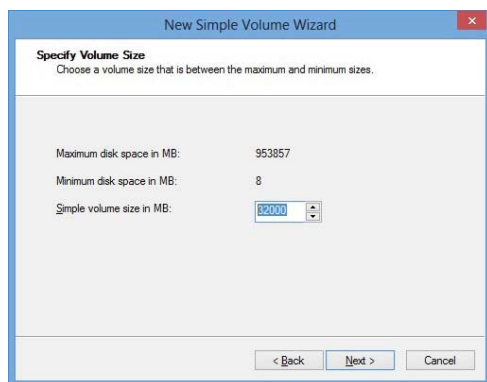 New Simple Volume Wizard
Specify Volume Size
Choose a volume size that is between the maximum and minimum sizes.
Maximum disk space in MB: 953857
Minimum disk space in MB: 8
Simple volume size in MB: 32000
< Back Next > Cancel